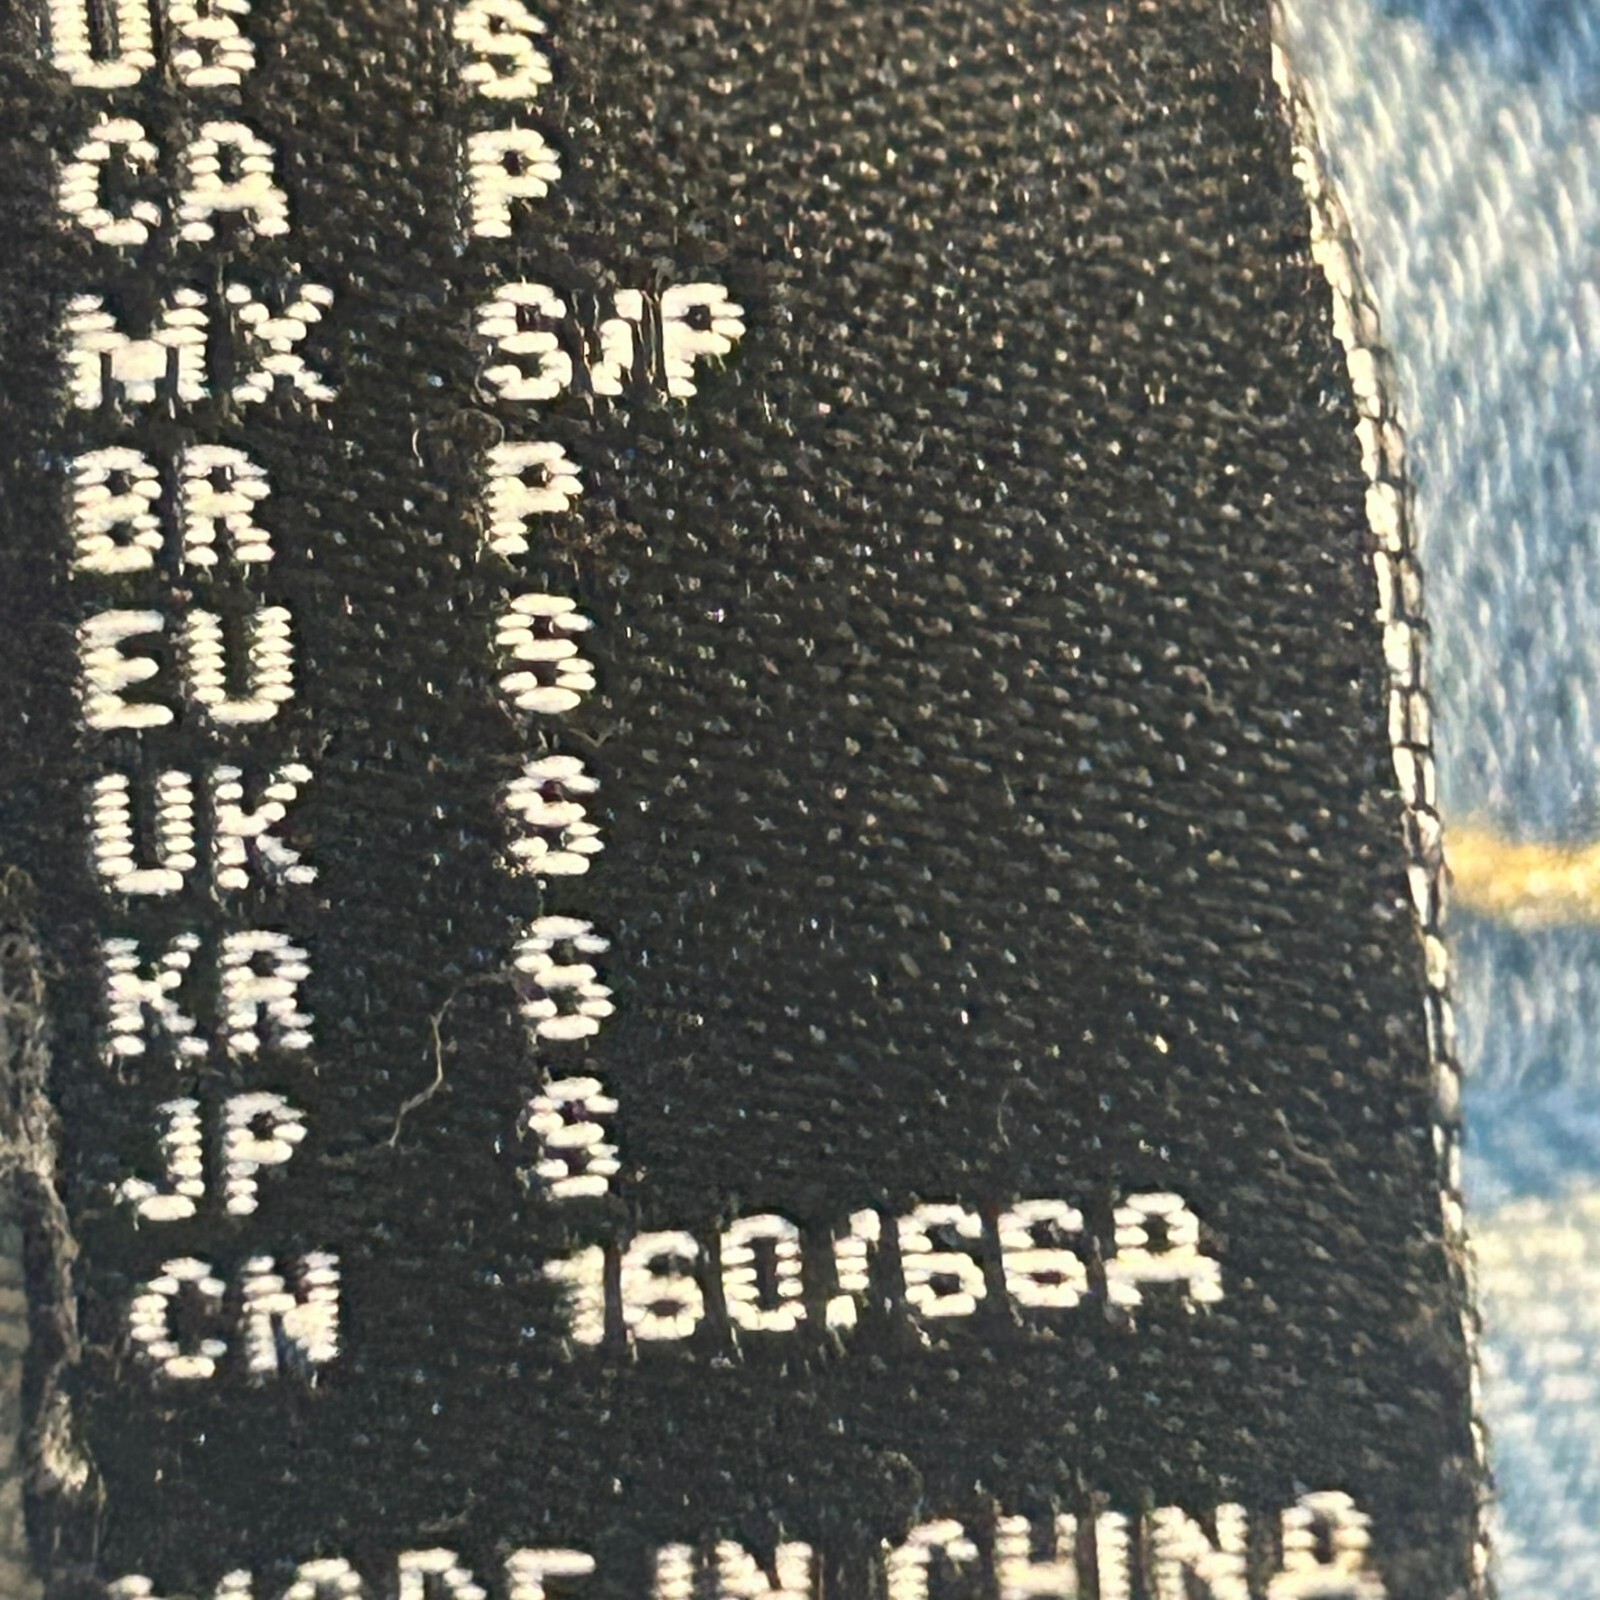 US S
CA P
MX S/P
BR P
EU S
UK S
KR S
JP S
CN 160/66A
MADE IN CHINA